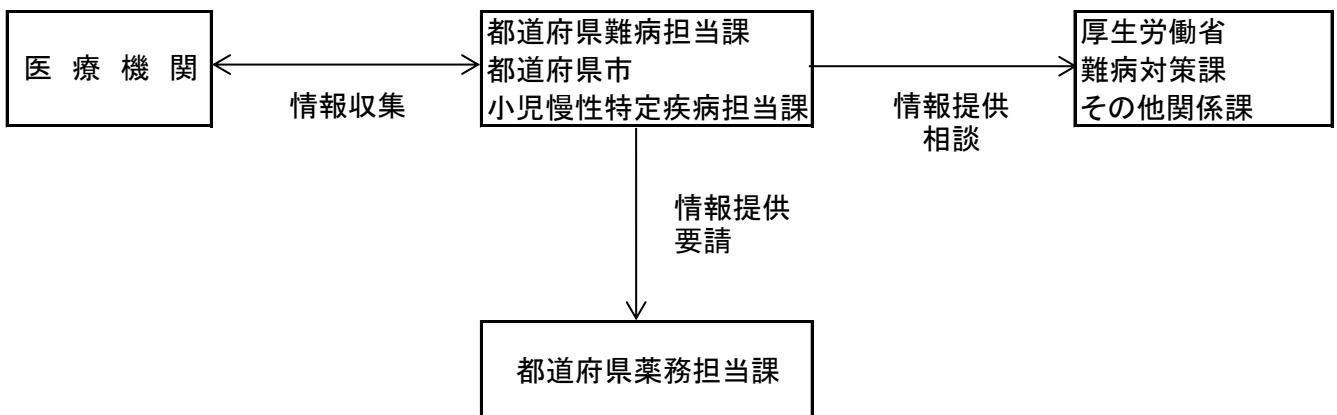 医療機関
情報収集
都道府県難病担当課
都道府県市
小児慢性特定疾病担当課
情報提供
相談
厚生労働省
難病対策課
その他関係課
情報提供
要請
都道府県薬務担当課